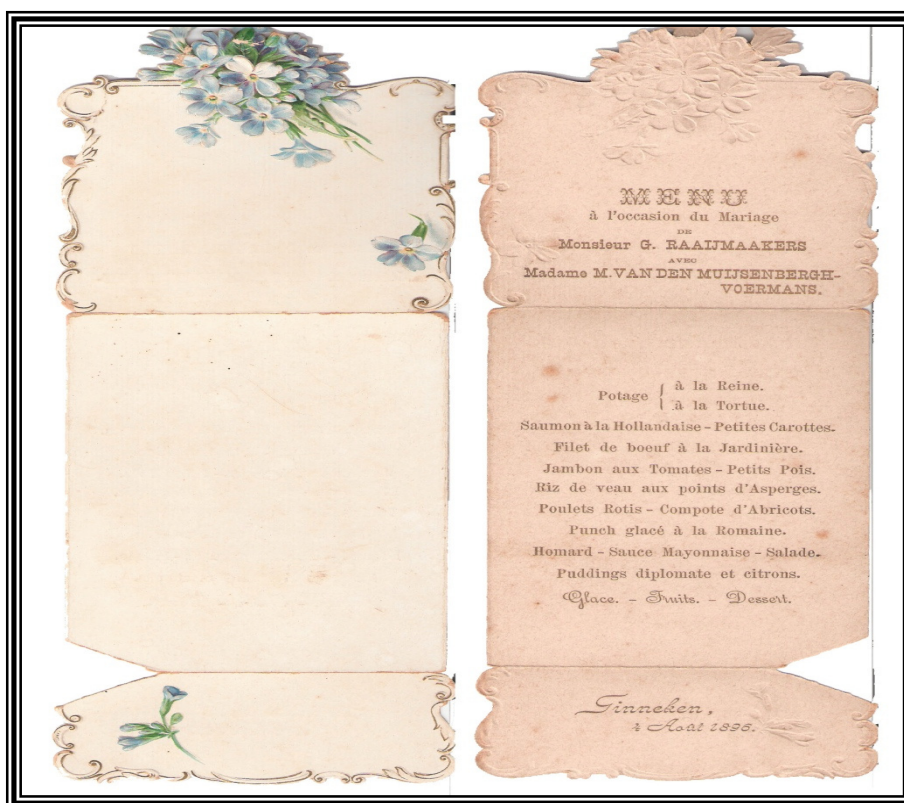 MENU
à l'occasion du Mariage
DE
Monsieur G. RAAIJMAAKERS
AVEC
Madame M. VAN DEN MUIJSENBERGH-
VOERMANS.
Potage { à la Reine.
à la Tortue.
Saumon à la Hollandaise - Petites Carottes.
Filet de boeuf à la Jardinière.
Jambon aux Tomates - Petits Pois.
Riz de veau aux points d'Asperges.
Poulets Rotis - Compote d'Abricots.
Punch glacé à la Romaine.
Homard - Sauce Mayonnaise - Salade.
Puddings diplomate et citrons.
Glace. - Fruits. - Dessert.
Ginneken,
4 Août 1896.